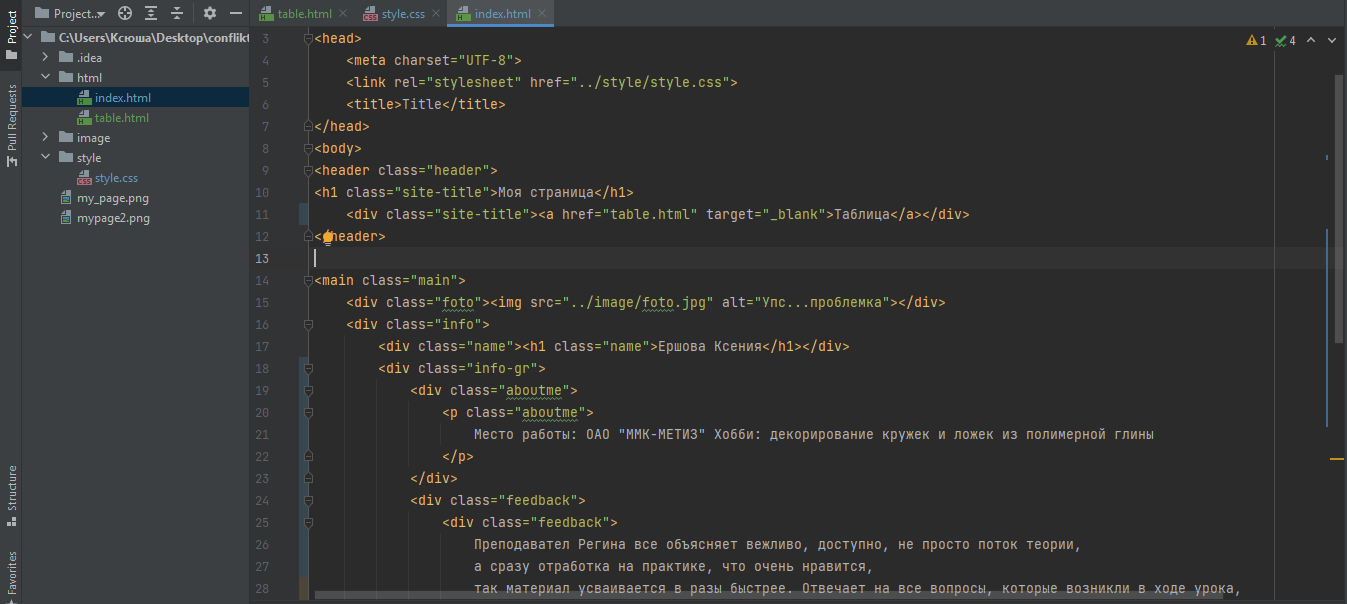 Project
Project..
table.html
style.css
index.html
C:\Users\Ксюша\Desktop\conflikt
.idea
html
index.html
table.html
image
style
style.css
my_page.png
mypage2.png
Pull Requests
Structure
Favorites
1 4
3 <head>
4 <meta charset="UTF-8">
5 <link rel="stylesheet" href="../style/style.css">
6 <title>Title</title>
7 </head>
8 <body>
9 <header class="header">
10 <h1 class="site-title">Моя страница</h1>
11 <div class="site-title"><a href="table.html" target="_blank">Таблица</a></div>
12 <header>
13
14 <main class="main">
15 <div class="foto"><img src="../image/foto.jpg" alt="Упс...проблемка"></div>
16 <div class="info">
17 <div class="name"><h1 class="name">Ершова Ксения</h1></div>
18 <div class="info-gr">
19 <div class="aboutme">
20 <p class="aboutme">
21 Место работы: ОАО "ММК-МЕТИЗ" Хобби: декорирование кружек и ложек из полимерной глины
22 </p>
23 </div>
24 <div class="feedback">
25 <div class="feedback">
26 Преподавател Регина все объясняет вежливо, доступно, не просто поток теории,
27 а сразу отработка на практике, что очень нравится,
28 так материал усваивается в разы быстрее. Отвечает на все вопросы, которые возникли в ходе урока,